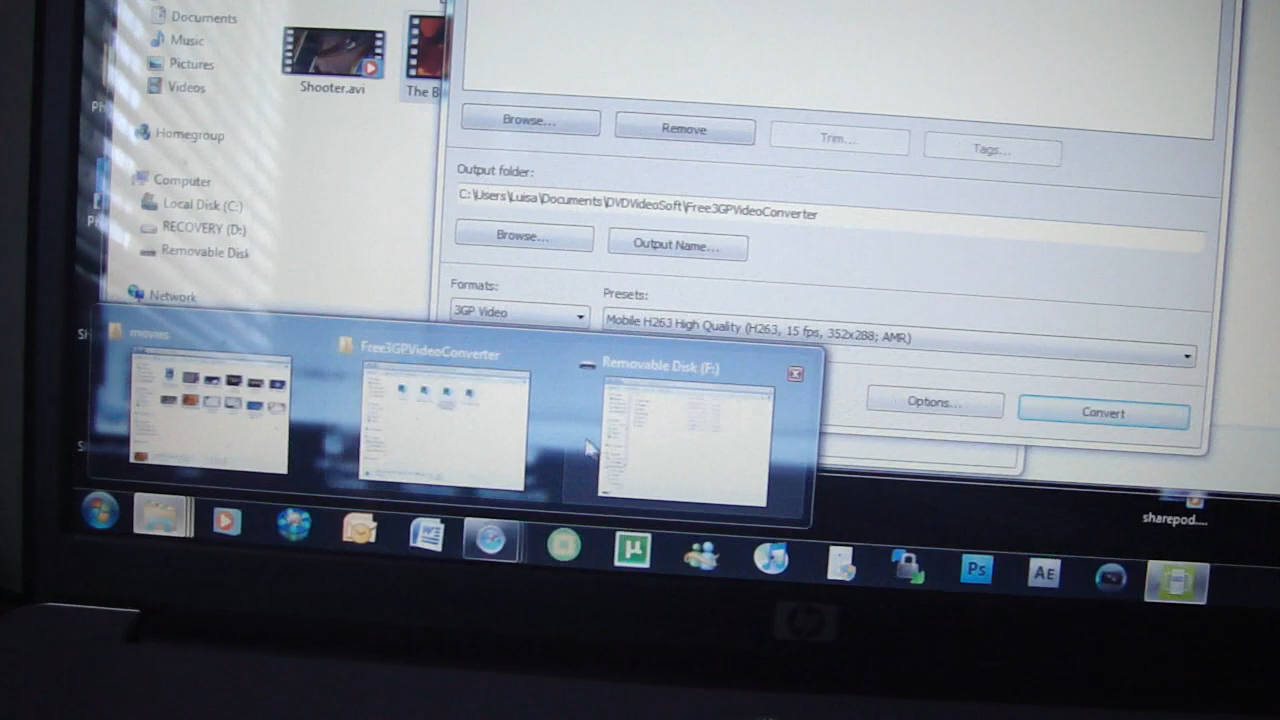 Documents
Music
Pictures
Videos
Homegroup
Computer
Local Disk (C:)
RECOVERY (D:)
Removable Disk
Network
Shooter.avi
The B
Browse...
Remove
Trim...
Tags...
Output folder:
C:\Users\Luisa\Documents\DVDVideoSoft\Free3GPVideoConverter
Browse...
Output Name...
Formats:
Presets:
3GP Video
Mobile H263 High Quality (H263, 15 fps, 352x288; AMR)
Options...
Convert
movies
Free3GPVideoConverter
Removable Disk (F:)
sharepod....
µ
Ps
AE
hp